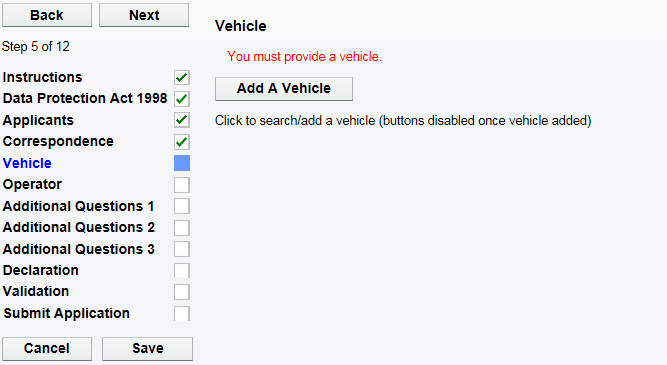 Back
Next
Step 5 of 12
Instructions
Data Protection Act 1998
Applicants
Correspondence
Vehicle
Operator
Additional Questions 1
Additional Questions 2
Additional Questions 3
Declaration
Validation
Submit Application
Cancel
Save
Vehicle
You must provide a vehicle.
Add A Vehicle
Click to search/add a vehicle (buttons disabled once vehicle added)